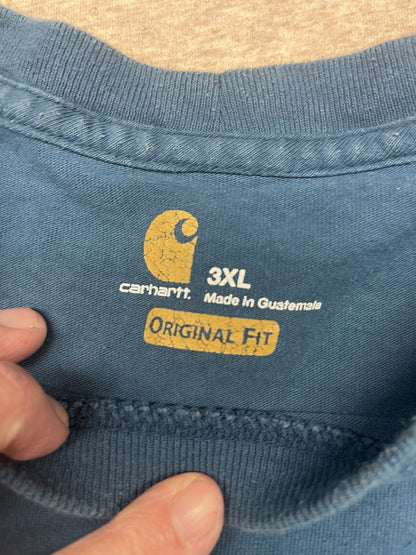 3XL
carhartt. Made in Guatemala
ORIGINAL FIT